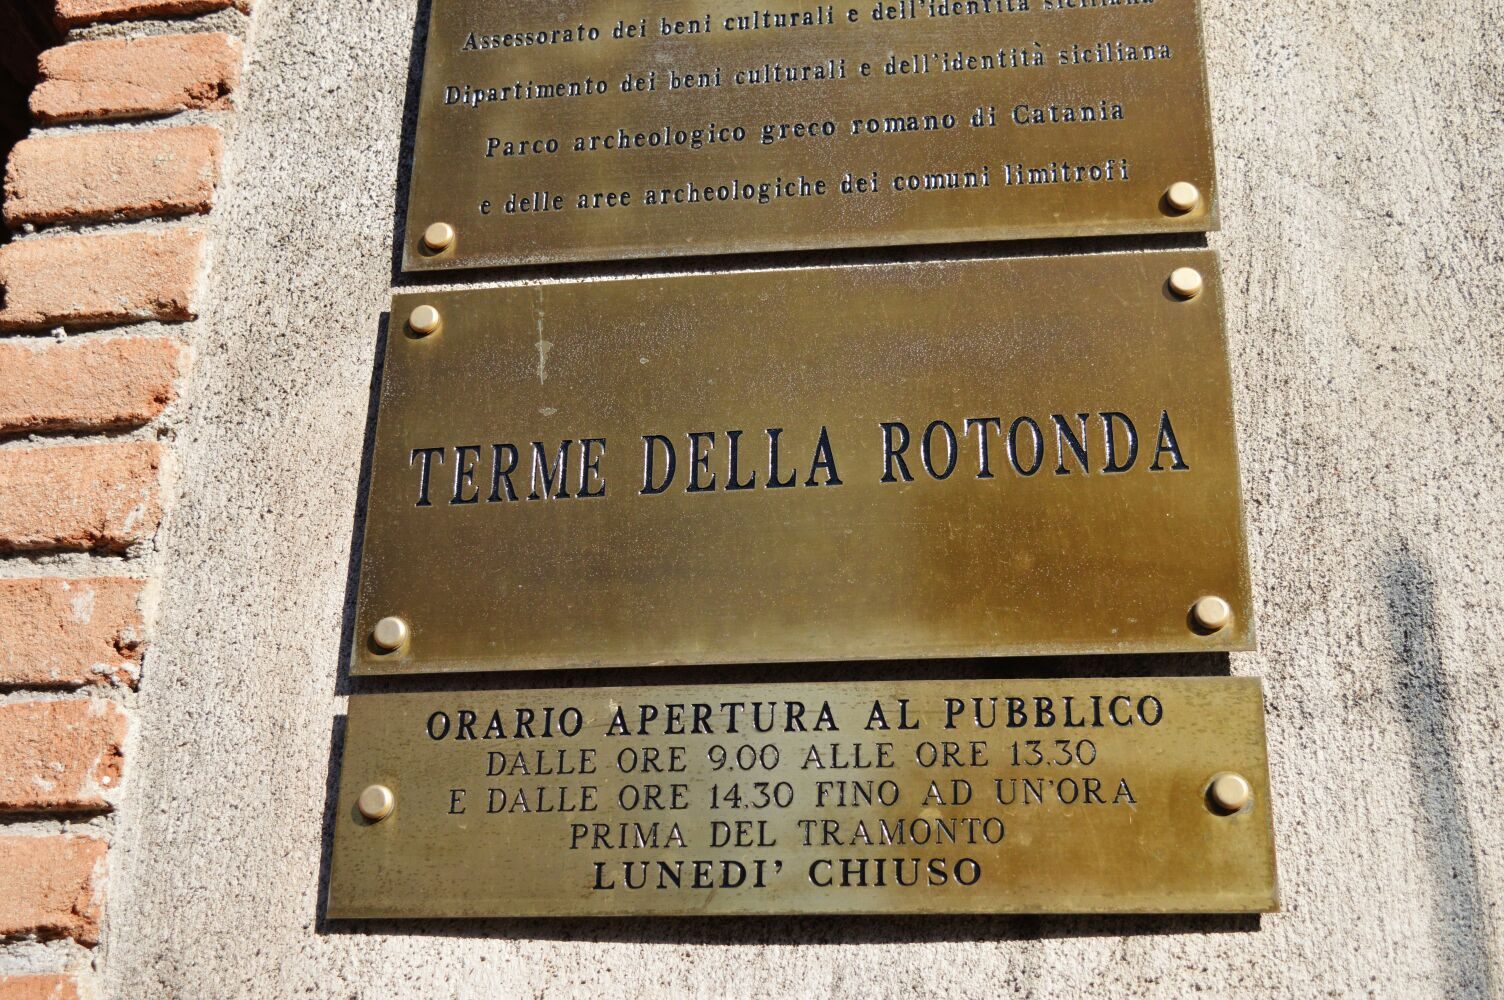 Assessorato dei beni culturali e dell'identità siciliana
Dipartimento dei beni culturali e dell'identità siciliana
Parco archeologico greco romano di Catania
e delle aree archeologiche dei comuni limitrofi
TERME DELLA ROTONDA
ORARIO APERTURA AL PUBBLICO
DALLE ORE 9.00 ALLE ORE 13.30
E DALLE ORE 14.30 FINO AD UN'ORA
PRIMA DEL TRAMONTO
LUNEDI' CHIUSO